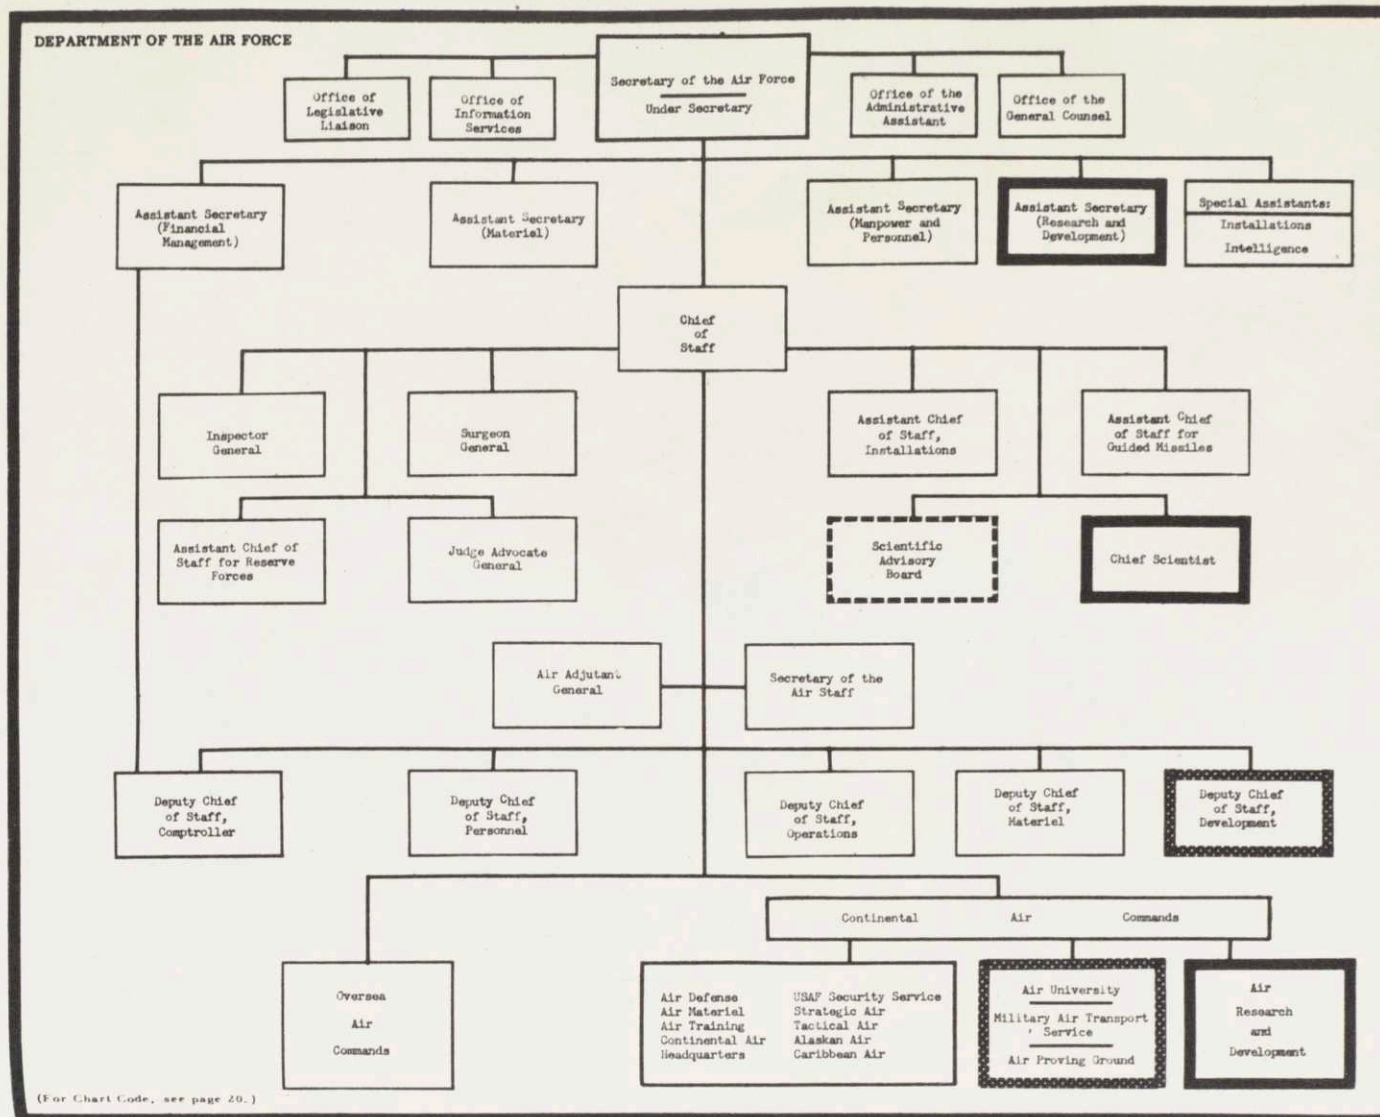 DEPARTMENT OF THE AIR FORCE
Office of
Legislative
Liaison
Office of
Information
Services
Secretary of the Air Force
Under Secretary
Office of the
Administrative
Assistant
Office of the
General Counsel
Assistant Secretary
(Financial
Management)
Assistant Secretary
(Materiel)
Assistant Secretary
(Manpower and
Personnel)
Assistant Secretary
(Research and
Development)
Special Assistants:
Installations
Intelligence
Chief
of
Staff
Inspector
General
Surgeon
General
Assistant Chief
of Staff,
Installations
Assistant Chief
of Staff for
Guided Missiles
Assistant Chief of
Staff for Reserve
Forces
Judge Advocate
General
Scientific
Advisory
Board
Chief Scientist
Air Adjutant
General
Secretary of the
Air Staff
Deputy Chief
of Staff,
Comptroller
Deputy Chief
of Staff,
Personnel
Deputy Chief
of Staff,
Operations
Deputy Chief
of Staff,
Materiel
Deputy Chief
of Staff,
Development
Continental Air Commands
Oversea
Air
Commands
Air Defense
Air Materiel
Air Training
Continental Air
Headquarters
USAF Security Service
Strategic Air
Tactical Air
Alaskan Air
Caribbean Air
Air University
Military Air Transport
Service
Air Proving Ground
Air
Research
and
Development
(For Chart Code, see page 20.)